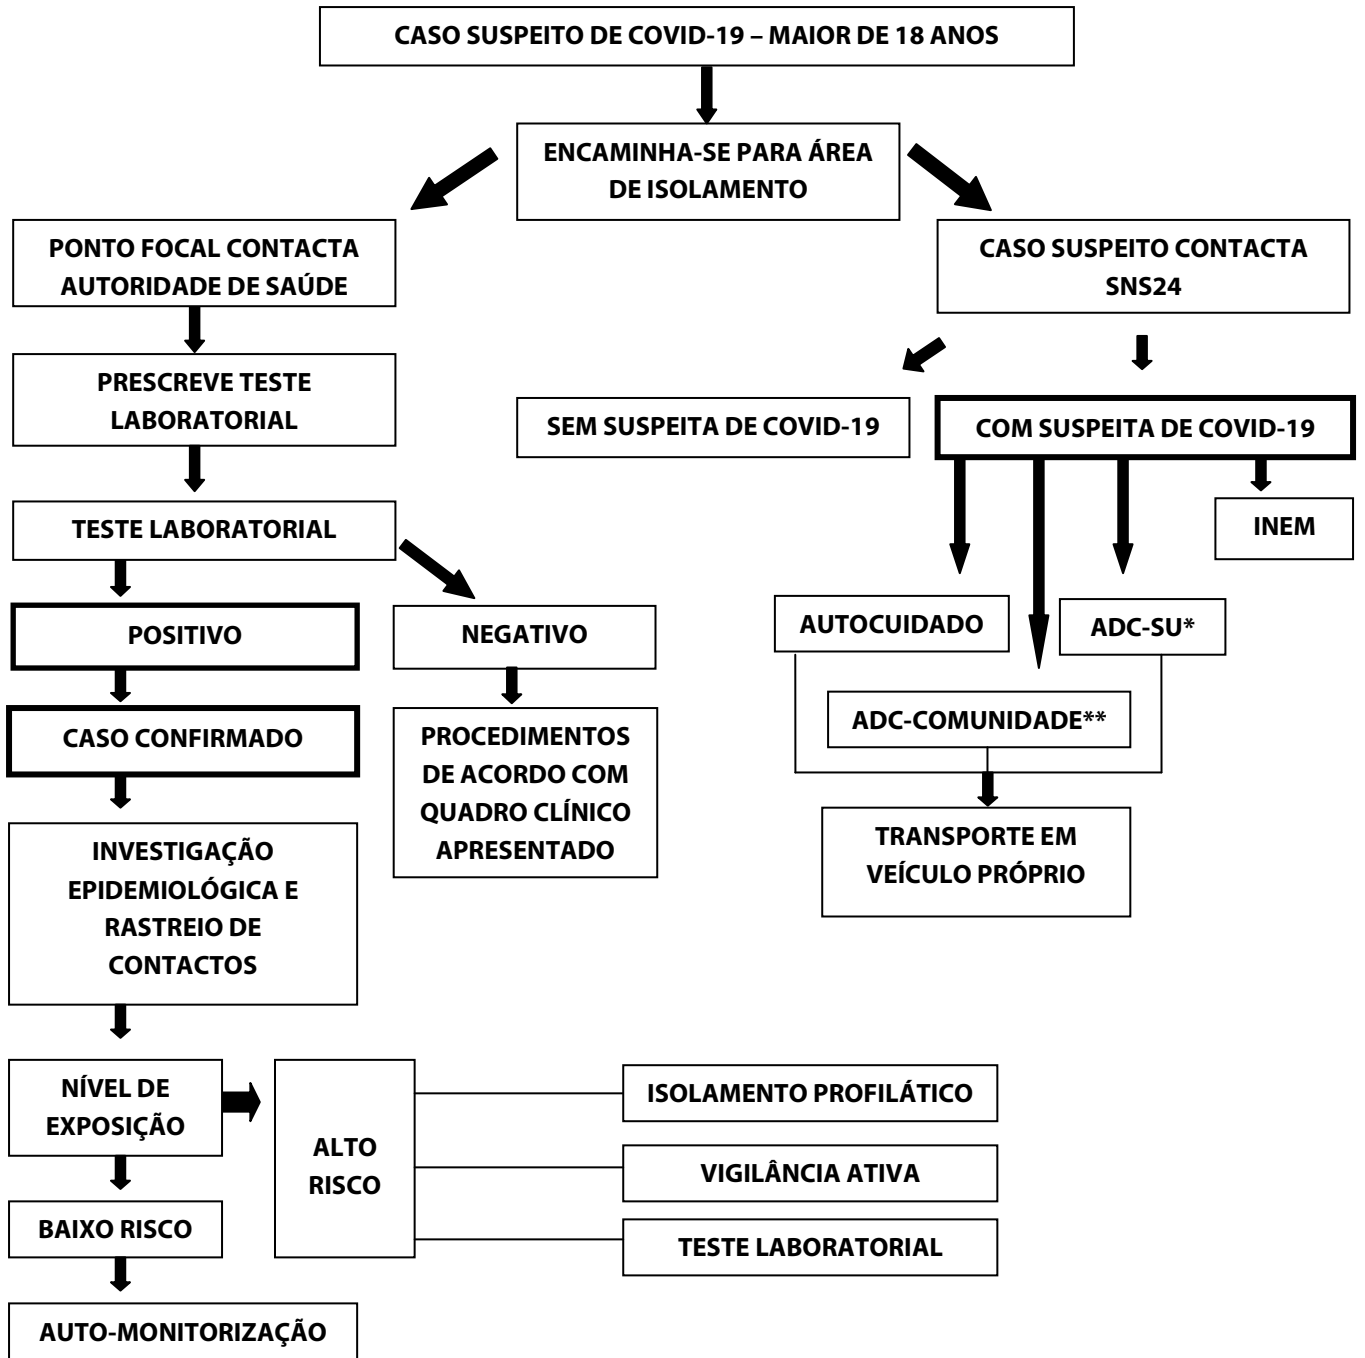 CASO SUSPEITO DE COVID-19 – MAIOR DE 18 ANOS
ENCAMINHA-SE PARA ÁREA
DE ISOLAMENTO
PONTO FOCAL CONTACTA
AUTORIDADE DE SAÚDE
CASO SUSPEITO CONTACTA
SNS24
PRESCREVE TESTE
LABORATORIAL
SEM SUSPEITA DE COVID-19
COM SUSPEITA DE COVID-19
TESTE LABORATORIAL
INEM
POSITIVO
NEGATIVO
AUTOCUIDADO
ADC-SU*
CASO CONFIRMADO
ADC-COMUNIDADE**
PROCEDIMENTOS
DE ACORDO COM
QUADRO CLÍNICO
APRESENTADO
TRANSPORTE EM
VEÍCULO PRÓPRIO
INVESTIGAÇÃO
EPIDEMIOLÓGICA E
RASTREIO DE
CONTACTOS
NÍVEL DE
EXPOSIÇÃO
ALTO
RISCO
ISOLAMENTO PROFILÁTICO
VIGILÂNCIA ATIVA
TESTE LABORATORIAL
BAIXO RISCO
AUTO-MONITORIZAÇÃO